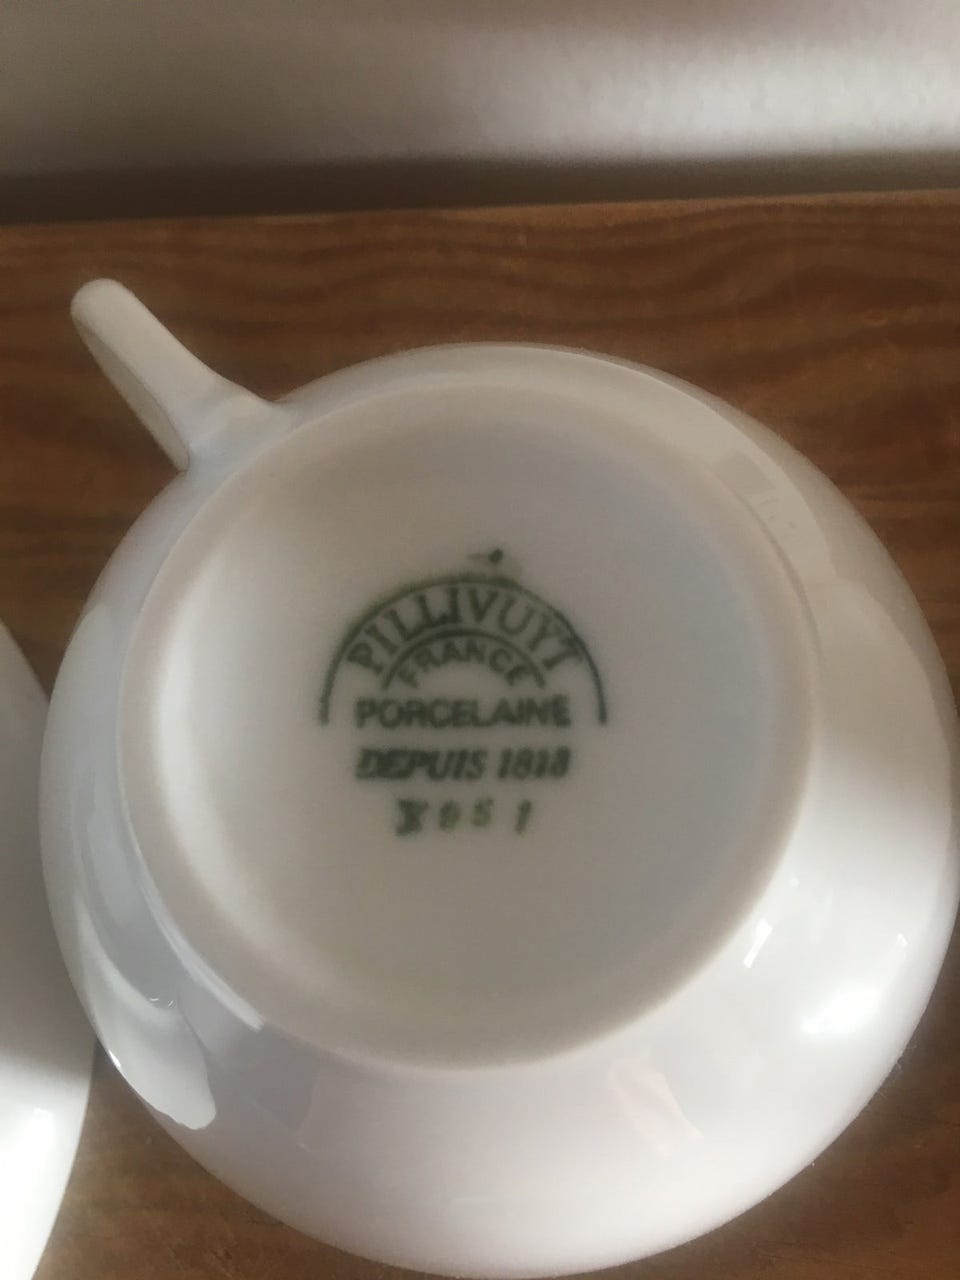 PILLIVUYT
FRANCE
PORCELAINE
DEPUIS 1818